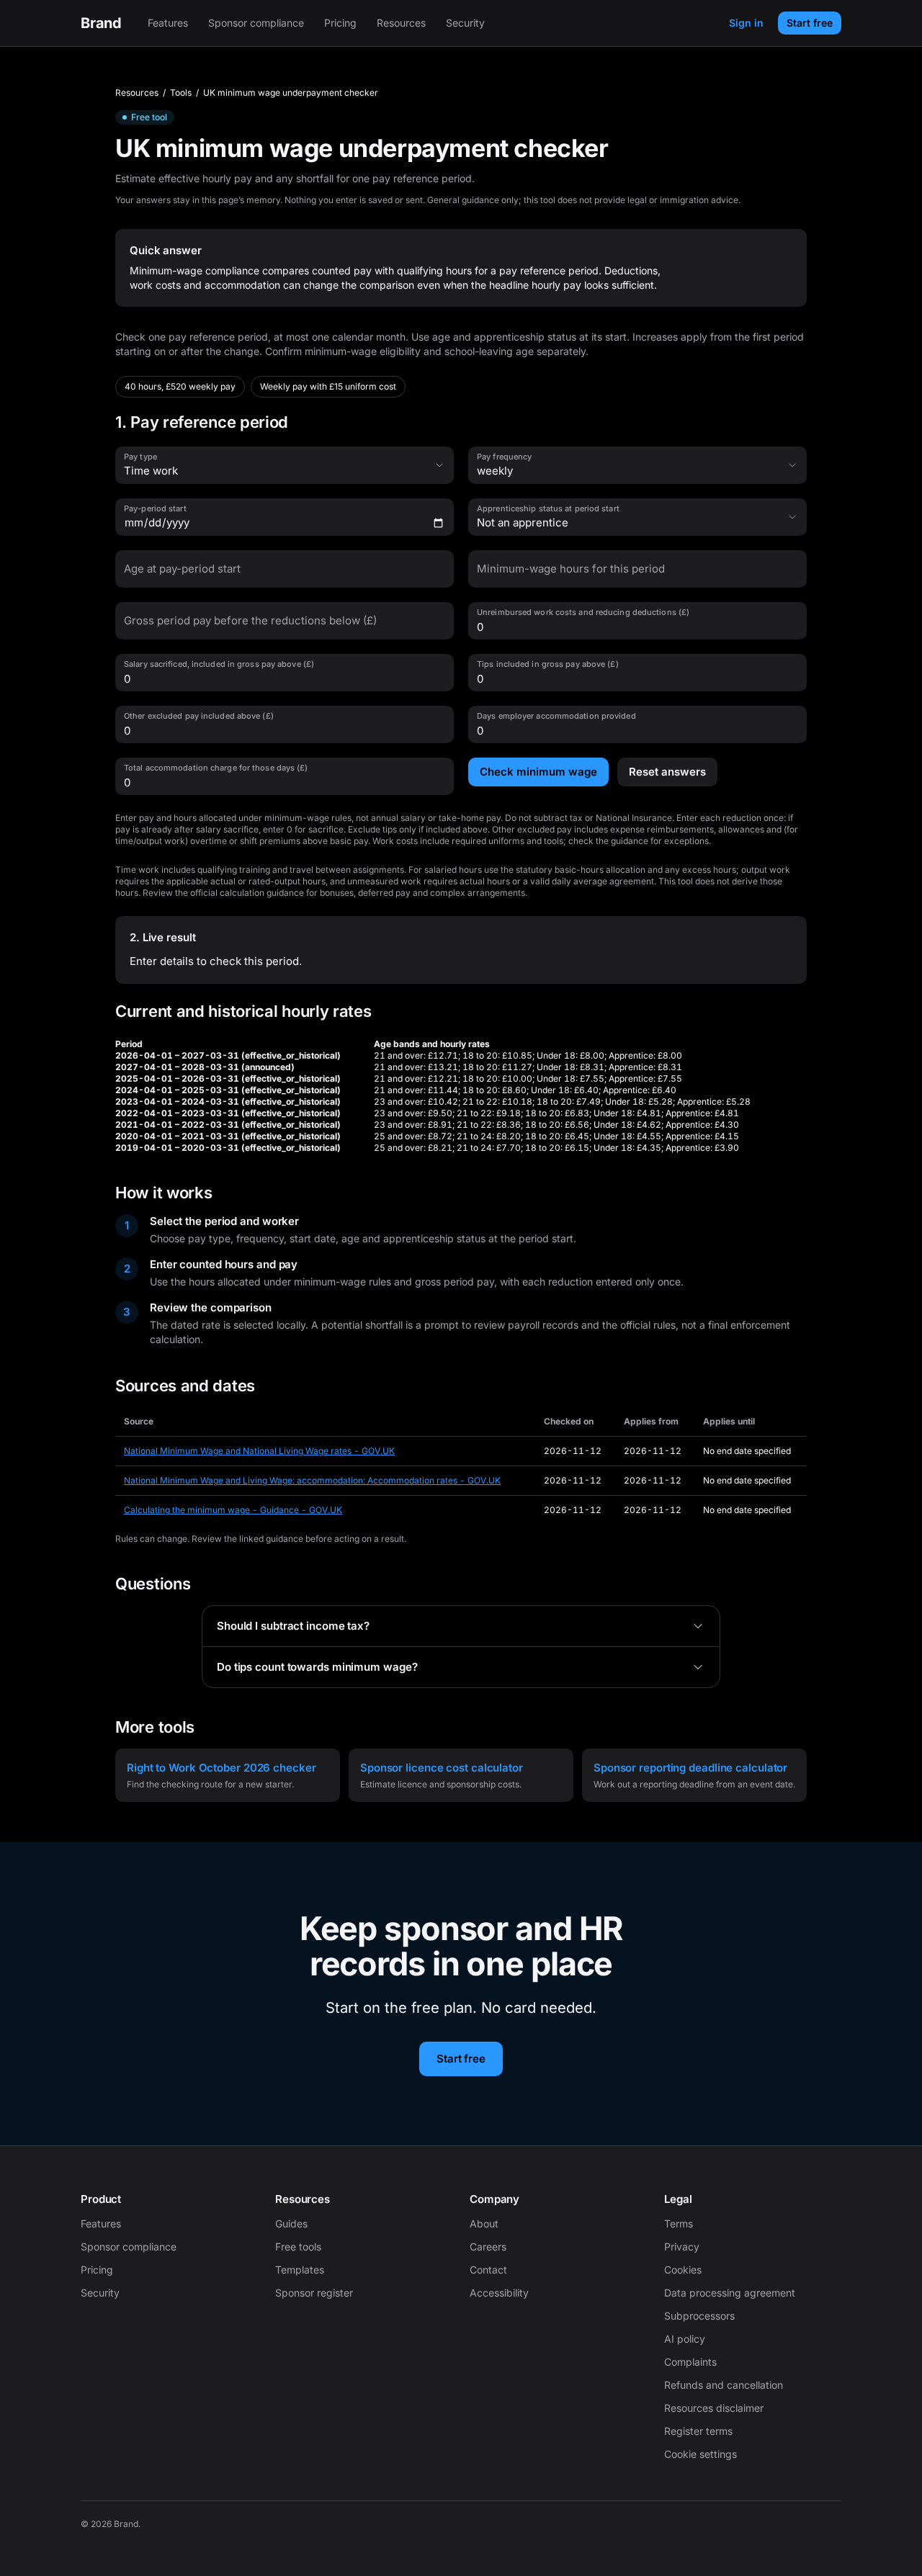 Brand
Features
Sponsor compliance
Pricing
Resources
Security
Sign in
Start free
Resources / Tools / UK minimum wage underpayment checker
Free tool
UK minimum wage underpayment checker
Estimate effective hourly pay and any shortfall for one pay reference period.
Your answers stay in this page's memory. Nothing you enter is saved or sent. General guidance only; this tool does not provide legal or immigration advice.
Quick answer
Minimum-wage compliance compares counted pay with qualifying hours for a pay reference period. Deductions,
work costs and accommodation can change the comparison even when the headline hourly pay looks sufficient.
Check one pay reference period, at most one calendar month. Use age and apprenticeship status at its start. Increases apply from the first period
starting on or after the change. Confirm minimum-wage eligibility and school-leaving age separately.
40 hours, £520 weekly pay
Weekly pay with £15 uniform cost
1. Pay reference period
Pay type
Time work
Pay frequency
weekly
Pay-period start
mm/dd/yyyy
Apprenticeship status at period start
Not an apprentice
Age at pay-period start
Minimum-wage hours for this period
Gross period pay before the reductions below (£)
Unreimbursed work costs and reducing deductions (£)
0
Salary sacrificed, included in gross pay above (£)
0
Tips included in gross pay above (£)
0
Other excluded pay included above (£)
0
Days employer accommodation provided
0
Total accommodation charge for those days (£)
0
Check minimum wage
Reset answers
Enter pay and hours allocated under minimum-wage rules, not annual salary or take-home pay. Do not subtract tax or National Insurance. Enter each reduction once: if
pay is already after salary sacrifice, enter 0 for sacrifice. Exclude tips only if included above. Other excluded pay includes expense reimbursements, allowances and (for
time/output work) overtime or shift premiums above basic pay. Work costs include required uniforms and tools; check the guidance for exceptions.
Time work includes qualifying training and travel between assignments. For salaried hours use the statutory basic-hours allocation and any excess hours; output work
requires the applicable actual or rated-output hours, and unmeasured work requires actual hours or a valid daily average agreement. This tool does not derive those
hours. Review the official calculation guidance for bonuses, deferred pay and complex arrangements.
2. Live result
Enter details to check this period.
Current and historical hourly rates
Period Age bands and hourly rates
2026-04-01 – 2027-03-31 (effective_or_historical) 21 and over: £12.71; 18 to 20: £10.85; Under 18: £8.00; Apprentice: £8.00
2027-04-01 – 2028-03-31 (announced) 21 and over: £13.21; 18 to 20: £11.27; Under 18: £8.31; Apprentice: £8.31
2025-04-01 – 2026-03-31 (effective_or_historical) 21 and over: £12.21; 18 to 20: £10.00; Under 18: £7.55; Apprentice: £7.55
2024-04-01 – 2025-03-31 (effective_or_historical) 21 and over: £11.44; 18 to 20: £8.60; Under 18: £6.40; Apprentice: £6.40
2023-04-01 – 2024-03-31 (effective_or_historical) 23 and over: £10.42; 21 to 22: £10.18; 18 to 20: £7.49; Under 18: £5.28; Apprentice: £5.28
2022-04-01 – 2023-03-31 (effective_or_historical) 23 and over: £9.50; 21 to 22: £9.18; 18 to 20: £6.83; Under 18: £4.81; Apprentice: £4.81
2021-04-01 – 2022-03-31 (effective_or_historical) 23 and over: £8.91; 21 to 22: £8.36; 18 to 20: £6.56; Under 18: £4.62; Apprentice: £4.30
2020-04-01 – 2021-03-31 (effective_or_historical) 25 and over: £8.72; 21 to 24: £8.20; 18 to 20: £6.45; Under 18: £4.55; Apprentice: £4.15
2019-04-01 – 2020-03-31 (effective_or_historical) 25 and over: £8.21; 21 to 24: £7.70; 18 to 20: £6.15; Under 18: £4.35; Apprentice: £3.90
How it works
1
Select the period and worker
Choose pay type, frequency, start date, age and apprenticeship status at the period start.
2
Enter counted hours and pay
Use the hours allocated under minimum-wage rules and gross period pay, with each reduction entered only once.
3
Review the comparison
The dated rate is selected locally. A potential shortfall is a prompt to review payroll records and the official rules, not a final enforcement
calculation.
Sources and dates
Source Checked on Applies from Applies until
National Minimum Wage and National Living Wage rates - GOV.UK 2026-11-12 2026-11-12 No end date specified
National Minimum Wage and Living Wage: accommodation: Accommodation rates - GOV.UK 2026-11-12 2026-11-12 No end date specified
Calculating the minimum wage - Guidance - GOV.UK 2026-11-12 2026-11-12 No end date specified
Rules can change. Review the linked guidance before acting on a result.
Questions
Should I subtract income tax?
Do tips count towards minimum wage?
More tools
Right to Work October 2026 checker
Find the checking route for a new starter.
Sponsor licence cost calculator
Estimate licence and sponsorship costs.
Sponsor reporting deadline calculator
Work out a reporting deadline from an event date.
Keep sponsor and HR
records in one place
Start on the free plan. No card needed.
Start free
Product
Features
Sponsor compliance
Pricing
Security
Resources
Guides
Free tools
Templates
Sponsor register
Company
About
Careers
Contact
Accessibility
Legal
Terms
Privacy
Cookies
Data processing agreement
Subprocessors
AI policy
Complaints
Refunds and cancellation
Resources disclaimer
Register terms
Cookie settings
© 2026 Brand.